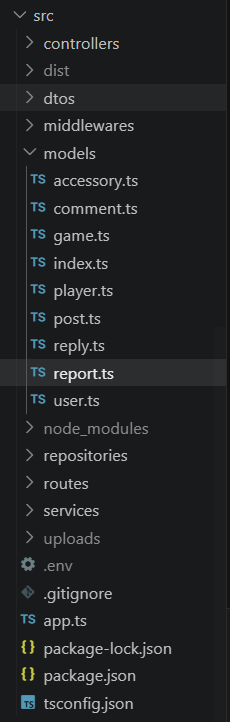 src
controllers
dist
dtos
middlewares
models
TS accessory.ts
TS comment.ts
TS game.ts
TS index.ts
TS player.ts
TS post.ts
TS reply.ts
TS report.ts
TS user.ts
node_modules
repositories
routes
services
uploads
.env
.gitignore
TS app.ts
{} package-lock.json
{} package.json
TS tsconfig.json